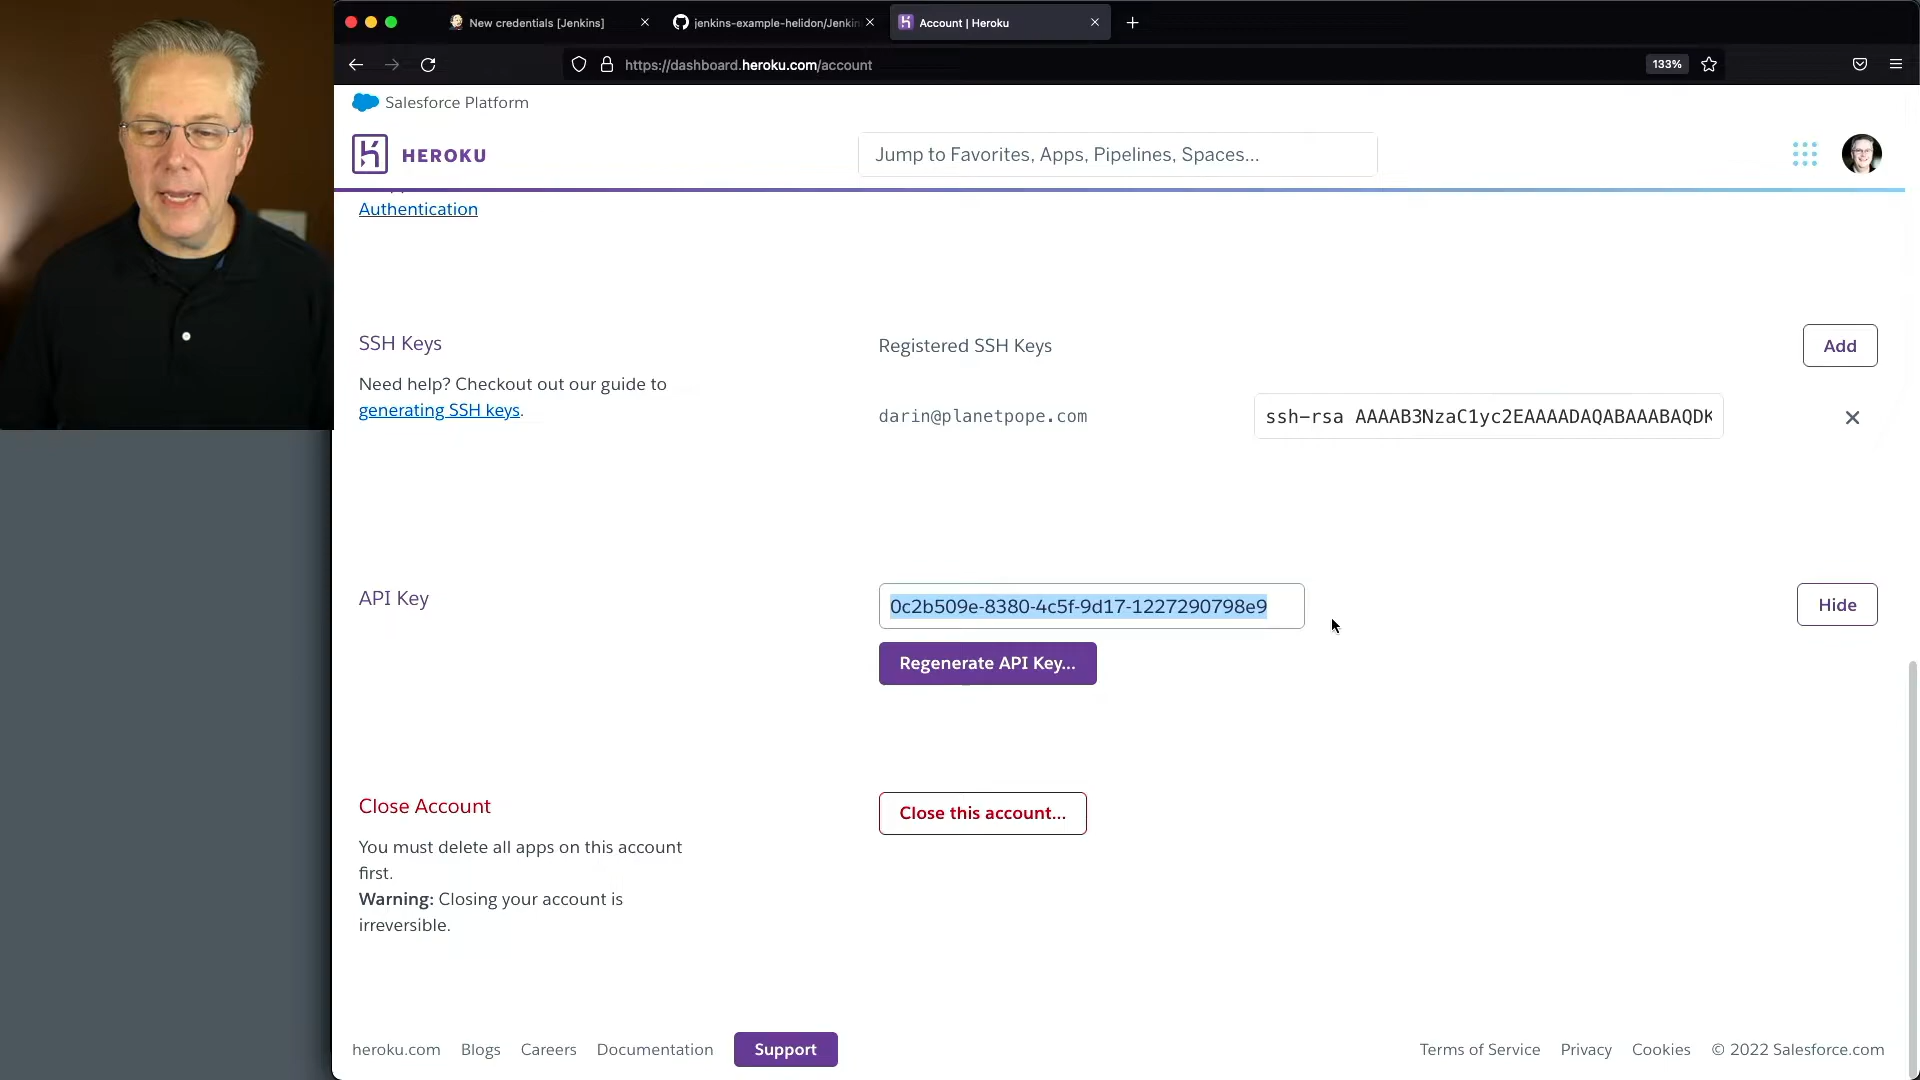 New credentials [Jenkins]
jenkins-example-helidon/Jenkin
Account | Heroku
https://dashboard.heroku.com/account
133%
Salesforce Platform
HEROKU
Jump to Favorites, Apps, Pipelines, Spaces...
Authentication
SSH Keys
Registered SSH Keys
Add
Need help? Checkout out our guide to
generating SSH keys.
darin@planetpope.com
ssh-rsa AAAAB3NzaC1yc2EAAAADAQABAAABAQDK
API Key
0c2b509e-8380-4c5f-9d17-1227290798e9
Hide
Regenerate API Key...
Close Account
Close this account...
You must delete all apps on this account
first.
Warning: Closing your account is
irreversible.
heroku.com
Blogs
Careers
Documentation
Support
Terms of Service
Privacy
Cookies
© 2022 Salesforce.com